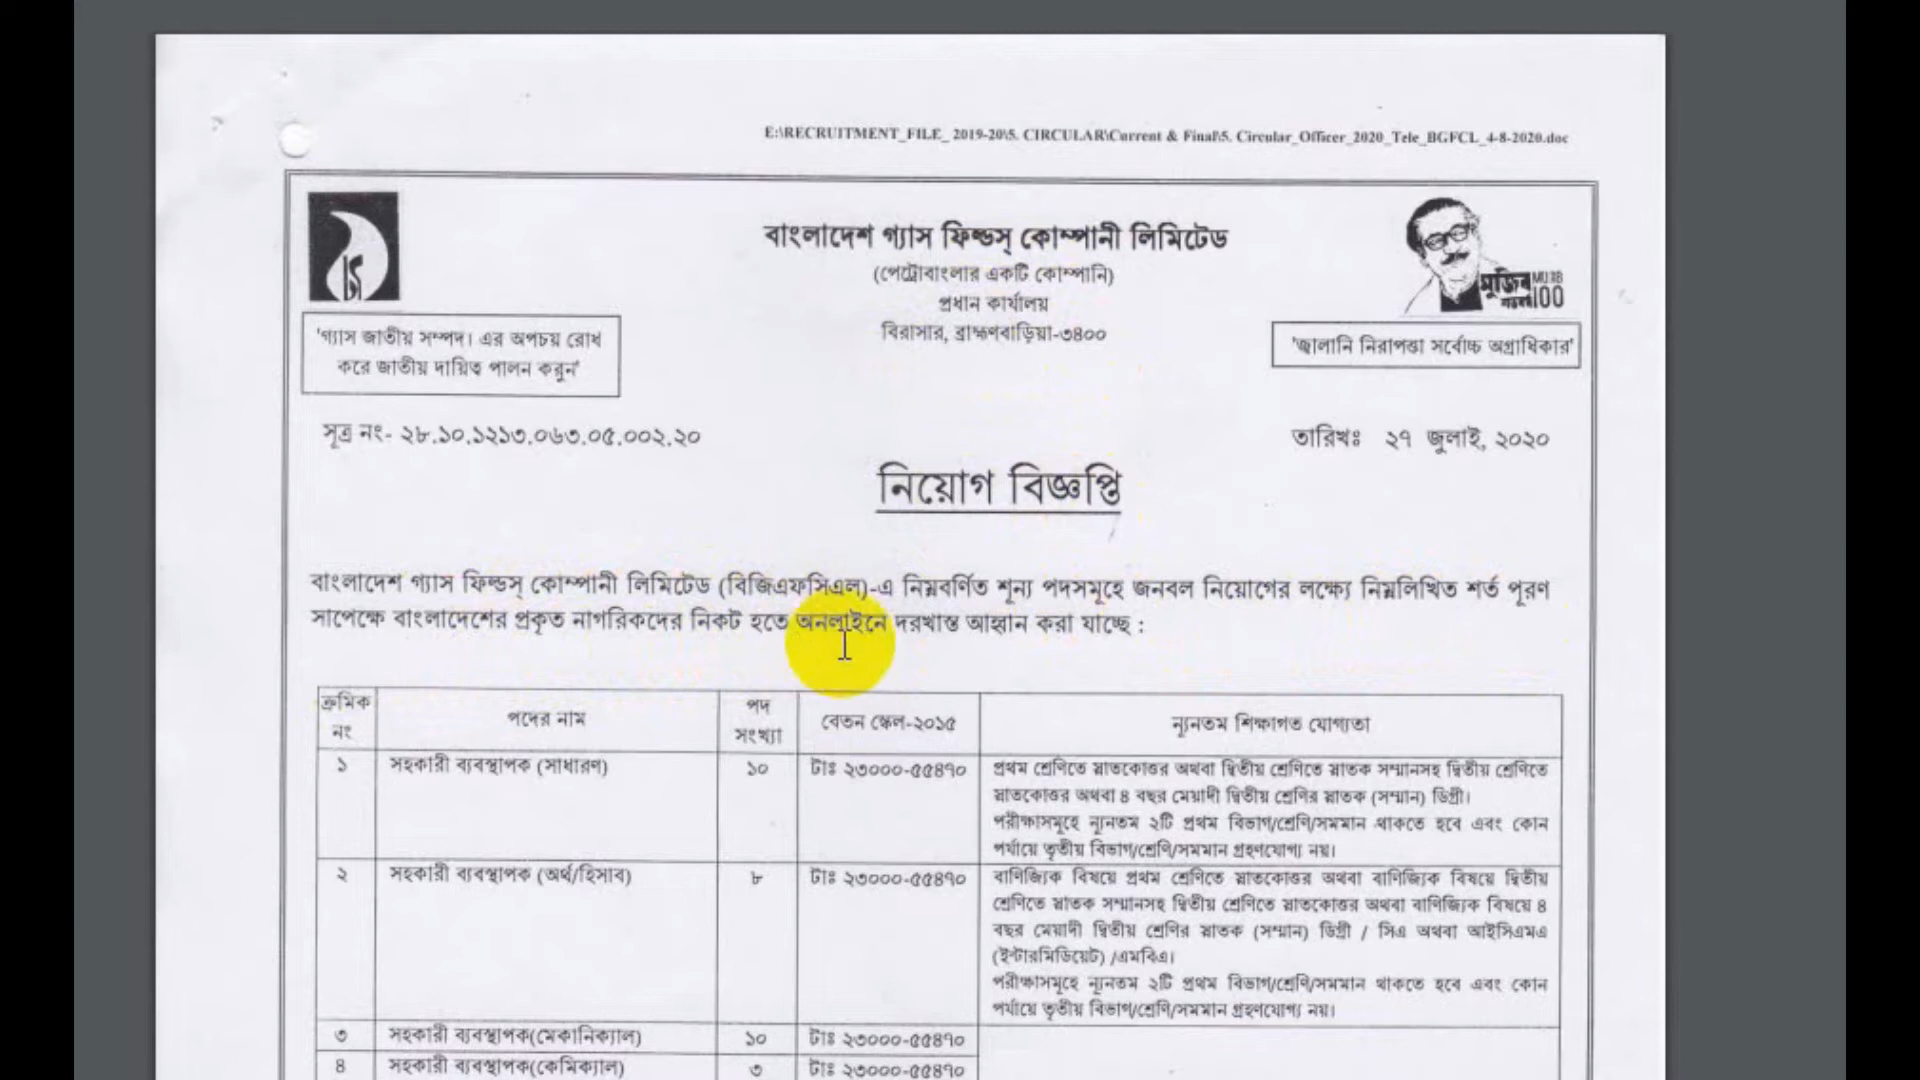 E:\RECRUITMENT_FILE_ 2019-20\5. CIRCULAR\Current & Final\5. Circular_Officer_2020_Tele_BGFCL_4-8-2020.doc
বাংলাদেশ গ্যাস ফিল্ডস্ কোম্পানী লিমিটেড
(পেট্রোবাংলার একটি কোম্পানি)
প্রধান কার্যালয়
বিরাসার, ব্রাহ্মণবাড়িয়া-৩৪০০
মুজিব MUJIB
শতবর্ষ 100
'গ্যাস জাতীয় সম্পদ। এর অপচয় রোধ
করে জাতীয় দায়িত্ব পালন করুন'
'জ্বালানি নিরাপত্তা সর্বোচ্চ অগ্রাধিকার'
সূত্র নং- ২৮.১০.১২১৩.০৬৩.০৫.০০২.২০
তারিখঃ ২৭ জুলাই, ২০২০
নিয়োগ বিজ্ঞপ্তি
বাংলাদেশ গ্যাস ফিল্ডস্ কোম্পানী লিমিটেড (বিজিএফসিএল)-এ নিম্নবর্ণিত শূন্য পদসমূহে জনবল নিয়োগের লক্ষ্যে নিম্নলিখিত শর্ত পূরণ
সাপেক্ষে বাংলাদেশের প্রকৃত নাগরিকদের নিকট হতে অনলাইনে দরখাস্ত আহ্বান করা যাচ্ছে :
ক্রমিক নং পদের নাম পদ সংখ্যা বেতন স্কেল-২০১৫ ন্যূনতম শিক্ষাগত যোগ্যতা
১ সহকারী ব্যবস্থাপক (সাধারণ) ১০ টাঃ ২৩০০০-৫৫৪৭০ প্রথম শ্রেণিতে স্নাতকোত্তর অথবা দ্বিতীয় শ্রেণিতে স্নাতক সম্মানসহ দ্বিতীয় শ্রেণিতে
স্নাতকোত্তর অথবা ৪ বছর মেয়াদী দ্বিতীয় শ্রেণির স্নাতক (সম্মান) ডিগ্রী।
পরীক্ষাসমূহে ন্যূনতম ২টি প্রথম বিভাগ/শ্রেণি/সমমান থাকতে হবে এবং কোন
পর্যায়ে তৃতীয় বিভাগ/শ্রেণি/সমমান গ্রহণযোগ্য নয়।
২ সহকারী ব্যবস্থাপক (অর্থ/হিসাব) ৮ টাঃ ২৩০০০-৫৫৪৭০ বাণিজ্যিক বিষয়ে প্রথম শ্রেণিতে স্নাতকোত্তর অথবা বাণিজ্যিক বিষয়ে দ্বিতীয়
শ্রেণিতে স্নাতক সম্মানসহ দ্বিতীয় শ্রেণিতে স্নাতকোত্তর অথবা বাণিজ্যিক বিষয়ে ৪
বছর মেয়াদী দ্বিতীয় শ্রেণির স্নাতক (সম্মান) ডিগ্রী / সিএ অথবা আইসিএমএ
(ইন্টারমিডিয়েট) /এমবিএ।
পরীক্ষাসমূহে ন্যূনতম ২টি প্রথম বিভাগ/শ্রেণি/সমমান থাকতে হবে এবং কোন
পর্যায়ে তৃতীয় বিভাগ/শ্রেণি/সমমান গ্রহণযোগ্য নয়।
৩ সহকারী ব্যবস্থাপক(মেকানিক্যাল) ১০ টাঃ ২৩০০০-৫৫৪৭০
৪ সহকারী ব্যবস্থাপক(কেমিক্যাল) ৩ টাঃ ২৩০০০-৫৫৪৭০